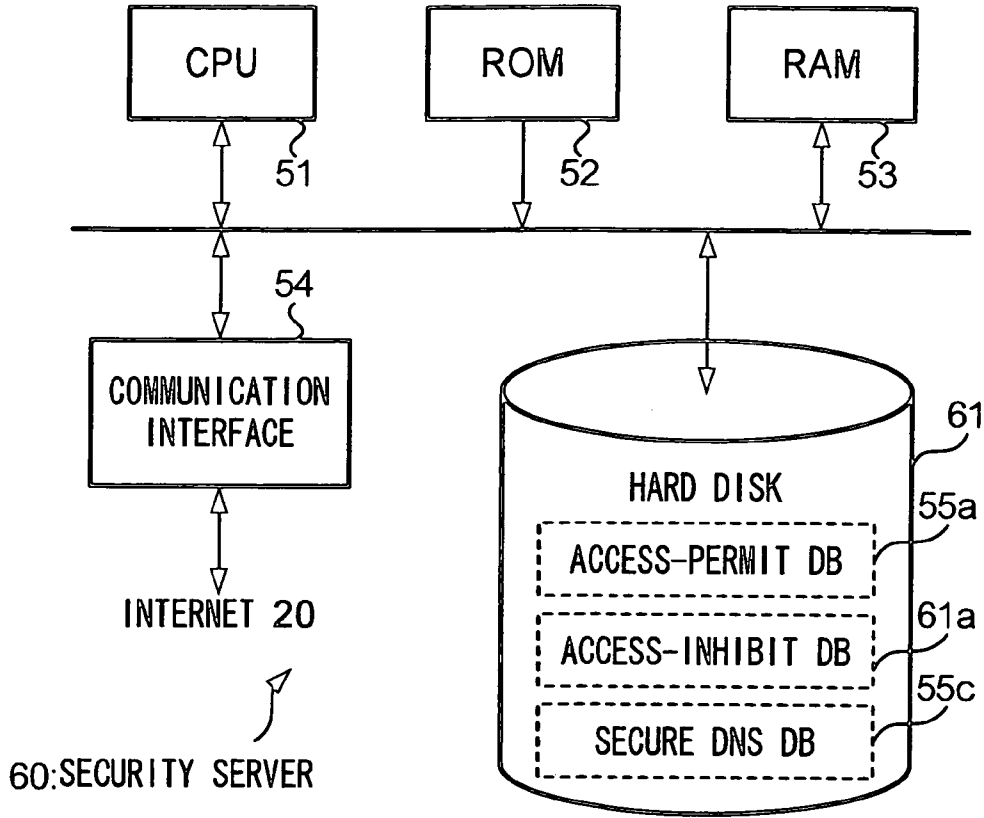 CPU
ROM
RAM
51
52
53
54
COMMUNICATION
INTERFACE
61
HARD DISK
55a
ACCESS-PERMIT DB
INTERNET 20
61a
ACCESS-INHIBIT DB
55c
SECURE DNS DB
60:SECURITY SERVER